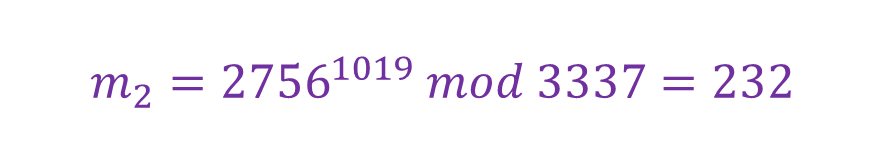 m₂ = 2756¹⁰¹⁹ mod 3337 = 232